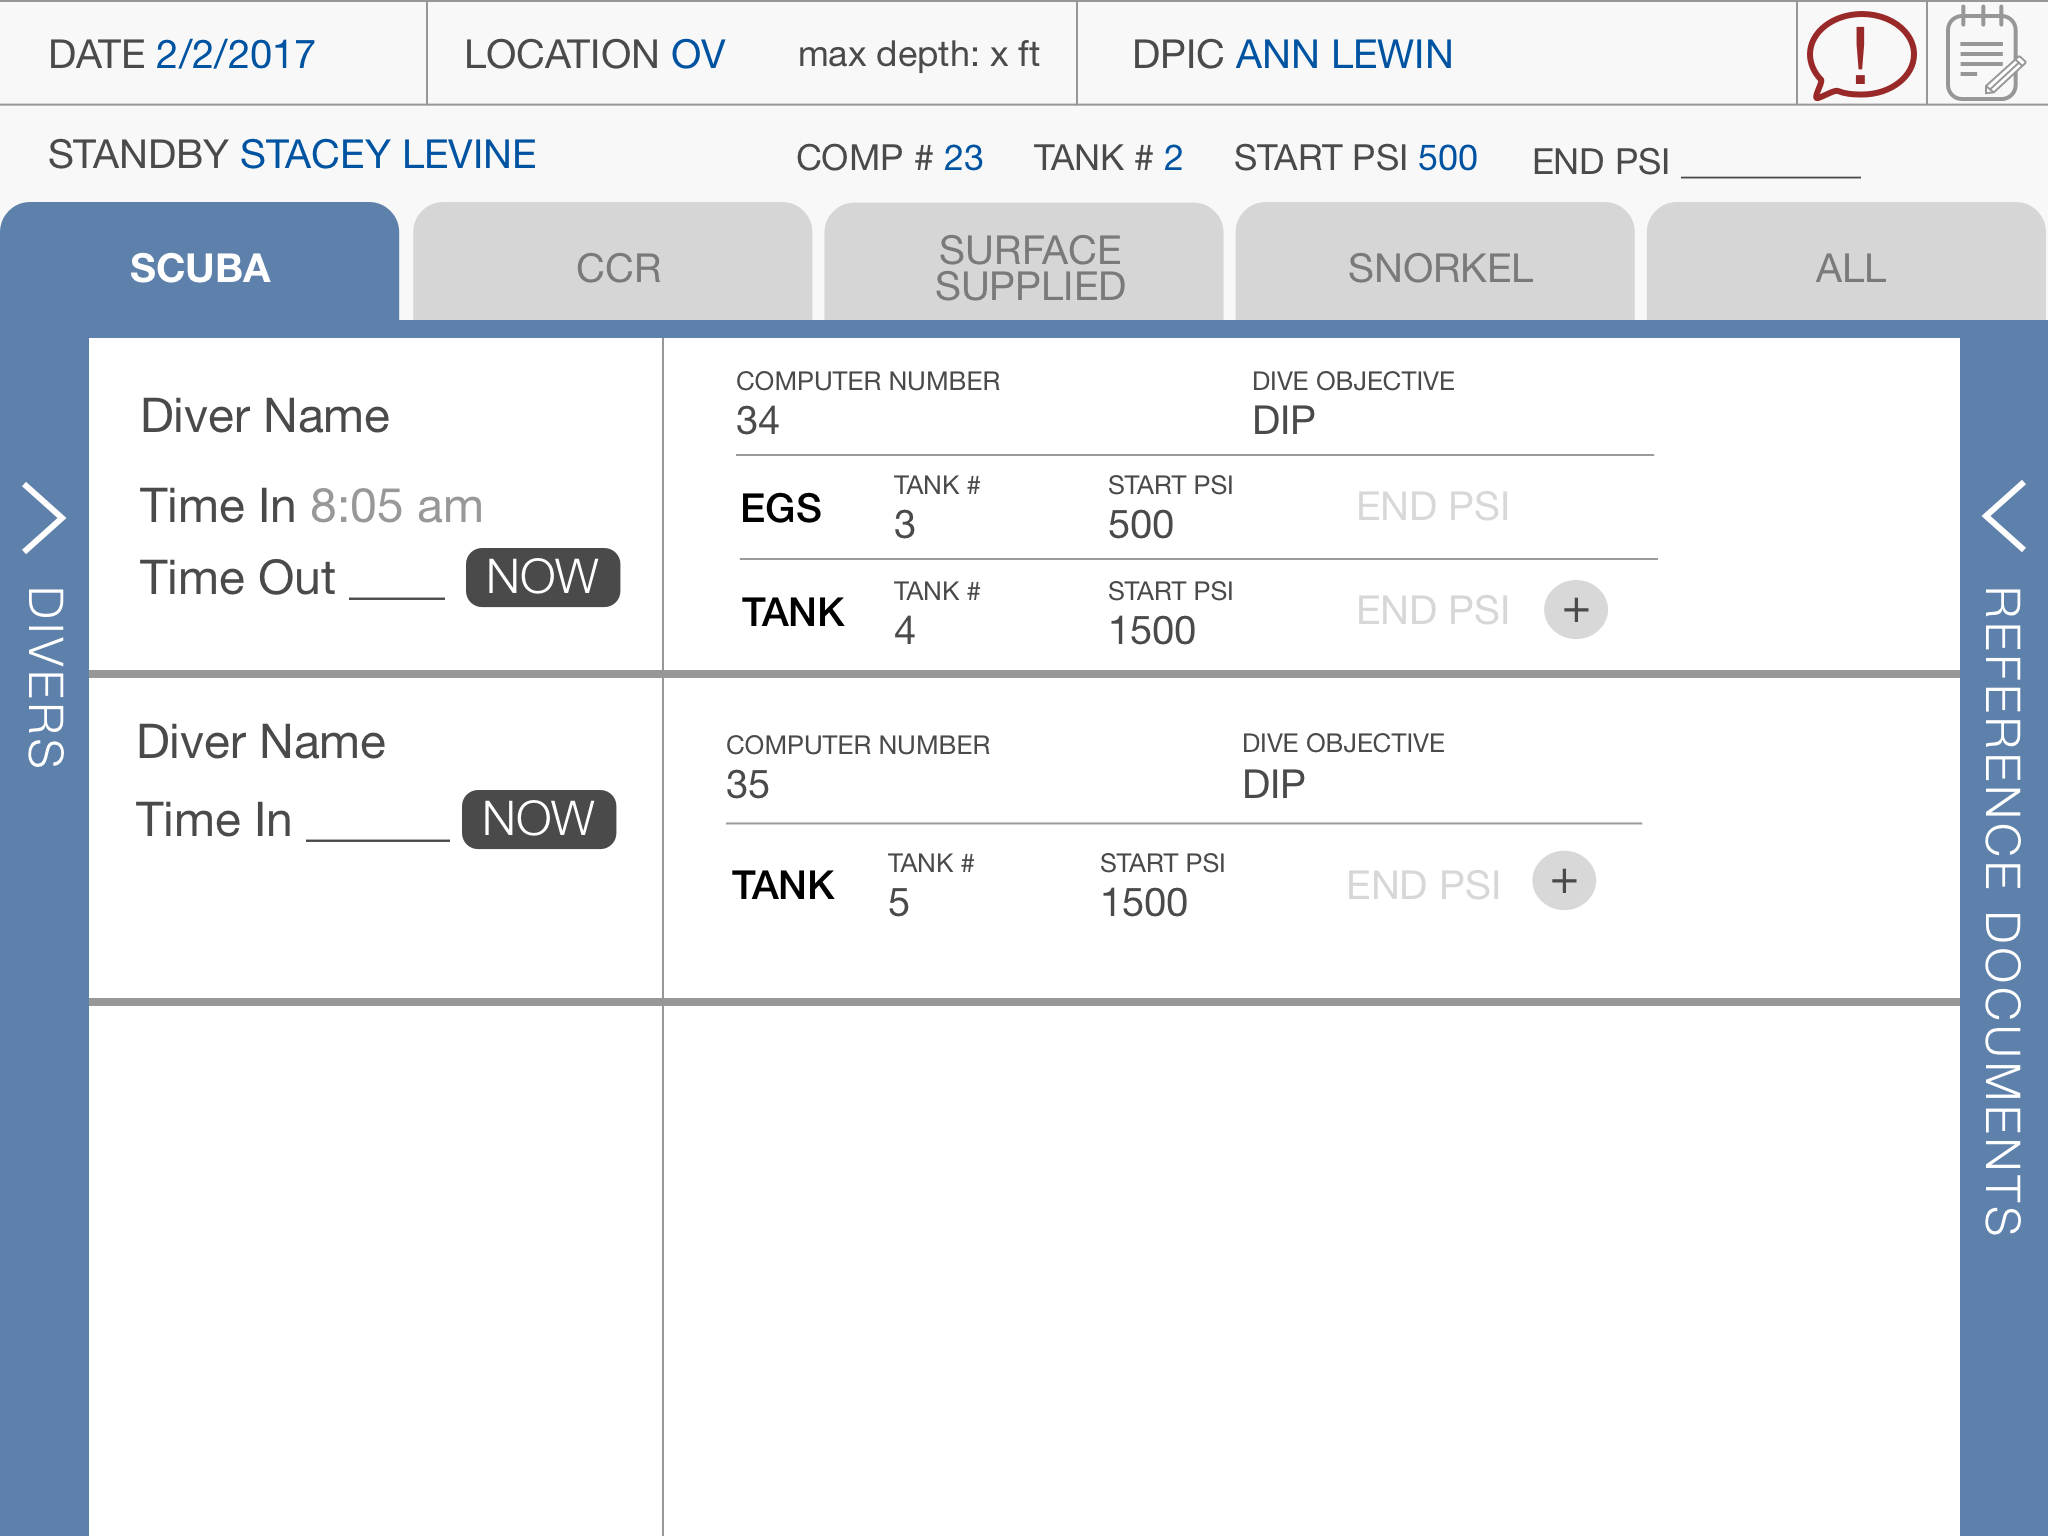 DATE 2/2/2017
LOCATION OV
max depth: x ft
DPIC ANN LEWIN
!
STANDBY STACEY LEVINE
COMP # 23
TANK # 2
START PSI 500
END PSI
SCUBA
CCR
SURFACE
SUPPLIED
SNORKEL
ALL
DIVERS
Diver Name
Time In 8:05 am
Time Out ____ NOW
COMPUTER NUMBER
34
DIVE OBJECTIVE
DIP
EGS
TANK #
3
START PSI
500
END PSI
TANK
TANK #
4
START PSI
1500
END PSI
+
Diver Name
Time In ______ NOW
COMPUTER NUMBER
35
DIVE OBJECTIVE
DIP
TANK
TANK #
5
START PSI
1500
END PSI
+
REFERENCE DOCUMENTS